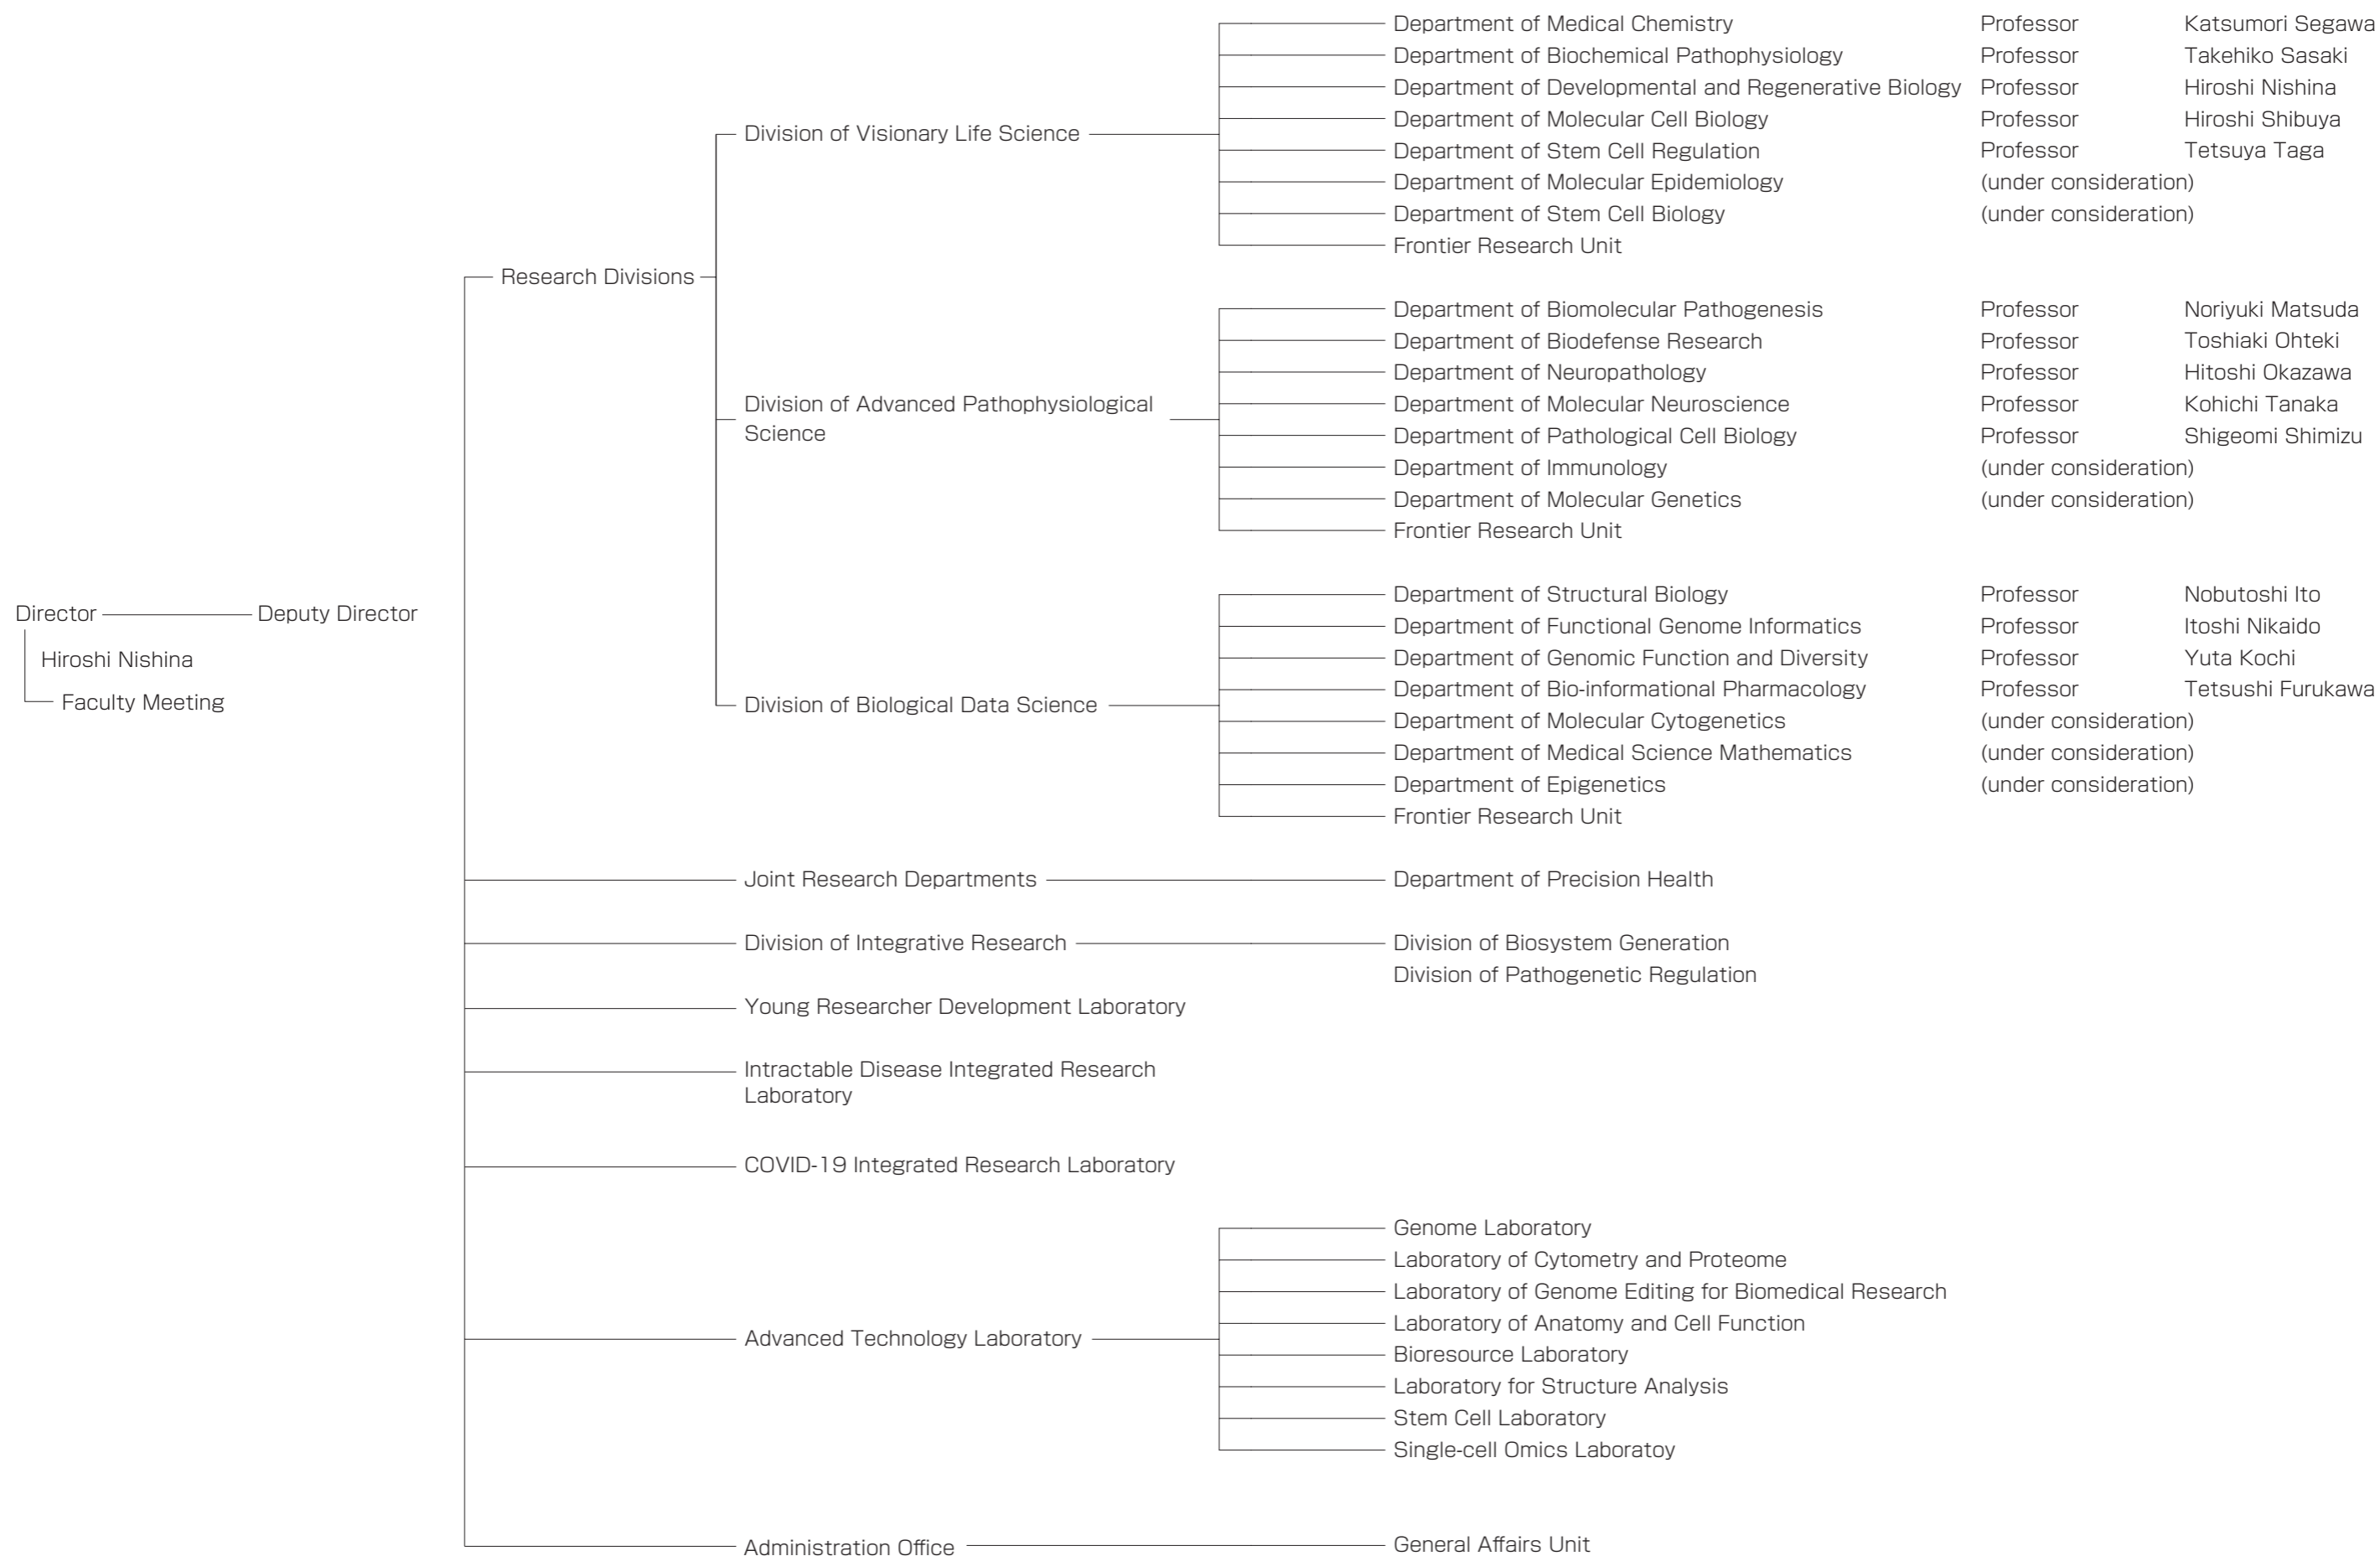 Director
Deputy Director
Hiroshi Nishina
Faculty Meeting
Research Divisions
Division of Visionary Life Science
Department of Medical Chemistry Professor Katsumori Segawa
Department of Biochemical Pathophysiology Professor Takehiko Sasaki
Department of Developmental and Regenerative Biology Professor Hiroshi Nishina
Department of Molecular Cell Biology Professor Hiroshi Shibuya
Department of Stem Cell Regulation Professor Tetsuya Taga
Department of Molecular Epidemiology (under consideration)
Department of Stem Cell Biology (under consideration)
Frontier Research Unit
Division of Advanced Pathophysiological
Science
Department of Biomolecular Pathogenesis Professor Noriyuki Matsuda
Department of Biodefense Research Professor Toshiaki Ohteki
Department of Neuropathology Professor Hitoshi Okazawa
Department of Molecular Neuroscience Professor Kohichi Tanaka
Department of Pathological Cell Biology Professor Shigeomi Shimizu
Department of Immunology (under consideration)
Department of Molecular Genetics (under consideration)
Frontier Research Unit
Division of Biological Data Science
Department of Structural Biology Professor Nobutoshi Ito
Department of Functional Genome Informatics Professor Itoshi Nikaido
Department of Genomic Function and Diversity Professor Yuta Kochi
Department of Bio-informational Pharmacology Professor Tetsushi Furukawa
Department of Molecular Cytogenetics (under consideration)
Department of Medical Science Mathematics (under consideration)
Department of Epigenetics (under consideration)
Frontier Research Unit
Joint Research Departments
Department of Precision Health
Division of Integrative Research
Division of Biosystem Generation
Division of Pathogenetic Regulation
Young Researcher Development Laboratory
Intractable Disease Integrated Research
Laboratory
COVID-19 Integrated Research Laboratory
Advanced Technology Laboratory
Genome Laboratory
Laboratory of Cytometry and Proteome
Laboratory of Genome Editing for Biomedical Research
Laboratory of Anatomy and Cell Function
Bioresource Laboratory
Laboratory for Structure Analysis
Stem Cell Laboratory
Single-cell Omics Laboratoy
Administration Office
General Affairs Unit